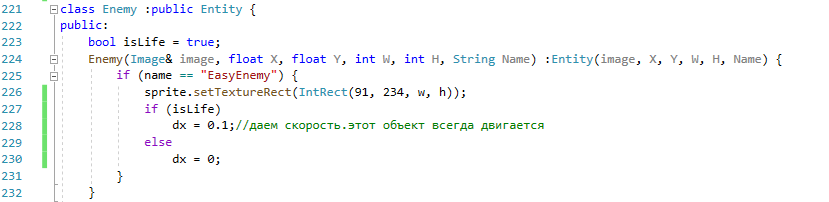 221 class Enemy :public Entity {
222 public:
223 bool isLife = true;
224 Enemy(Image& image, float X, float Y, int W, int H, String Name) :Entity(image, X, Y, W, H, Name) {
225 if (name == "EasyEnemy") {
226 sprite.setTextureRect(IntRect(91, 234, w, h));
227 if (isLife)
228 dx = 0.1;//даем скорость.этот объект всегда двигается
229 else
230 dx = 0;
231 }
232 }